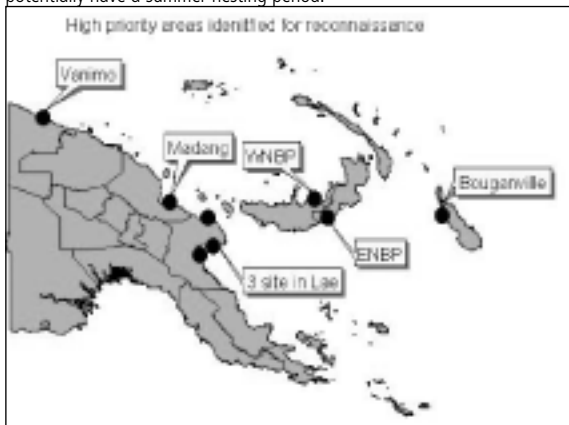 potentially have a summer nesting period.
High priority areas identified for reconnaissance
Vanimo
Madang
WNBP
Bouganville
ENBP
3 site in Lae